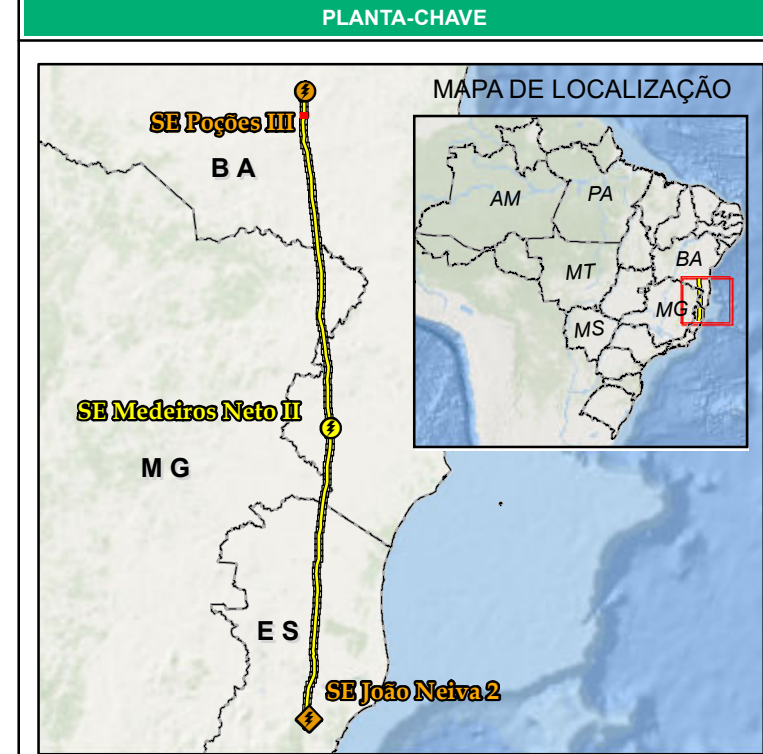 PLANTA-CHAVE
MAPA DE LOCALIZAÇÃO
SE Poções III
B A
AM
PA
BA
MT
MG
MS
SE Medeiros Neto II
M G
E S
SE João Neiva 2